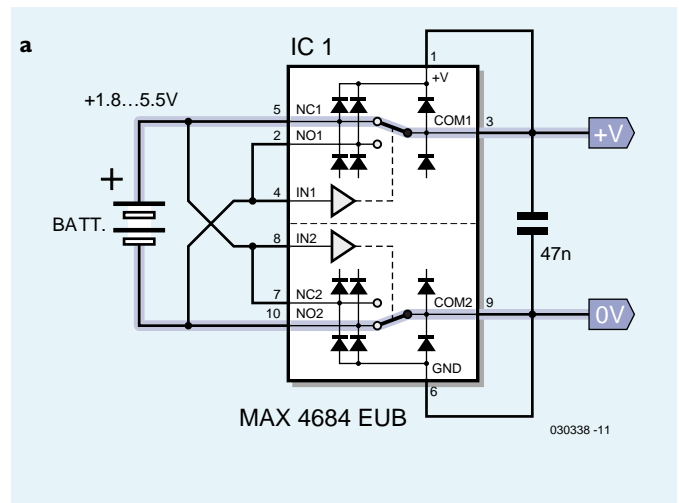 a
IC 1
1
+V
+1.8...5.5V
5
NC1
COM1
3
+V
2
NO1
+
4
IN1
BATT.
8
IN2
47n
7
NC2
COM2
9
10
NO2
0V
GND
6
MAX 4684 EUB
030338 -11